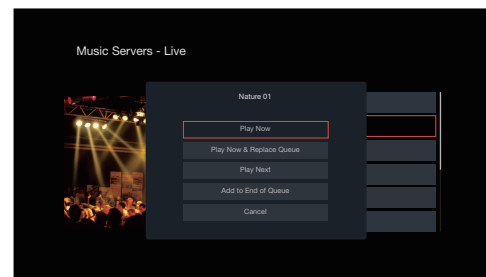 Music Servers - Live
Nature 01
Play Now
Play Now & Replace Queue
Play Next
Add to End of Queue
Cancel